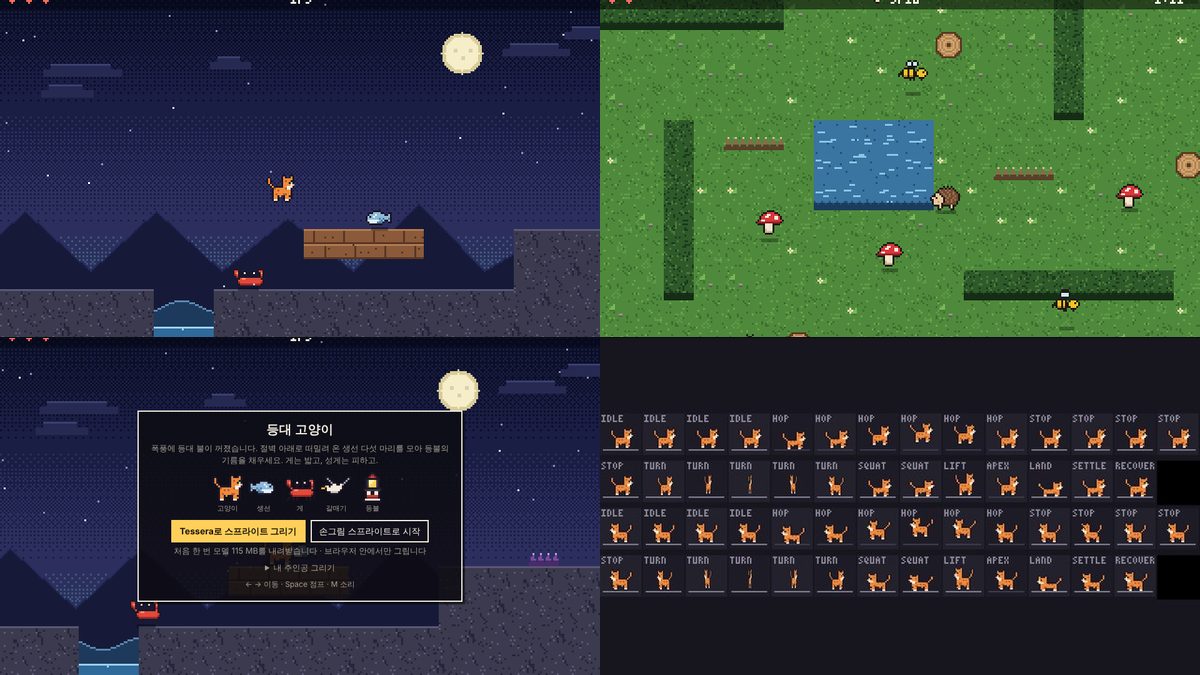 등대 고양이
폭풍에 등대 불이 꺼졌습니다. 절벽 아래로 떠밀려 온 생선 다섯 마리를 모아 등불의
기름을 채우세요. 게는 밟고, 성게는 피하고.
고양이 생선 게 갈매기 등불
Tessera로 스프라이트 그리기 손그림 스프라이트로 시작
처음 한 번 모델 115 MB를 내려받습니다 · 브라우저 안에서만 그립니다
▶ 내 주인공 그리기
← → 이동 · Space 점프 · M 소리
IDLE IDLE IDLE IDLE HOP HOP HOP HOP HOP HOP STOP STOP STOP STOP
STOP TURN TURN TURN TURN TURN SQUAT SQUAT LIFT APEX LAND SETTLE RECOVER
IDLE IDLE IDLE IDLE HOP HOP HOP HOP HOP HOP STOP STOP STOP STOP
STOP TURN TURN TURN TURN TURN SQUAT SQUAT LIFT APEX LAND SETTLE RECOVER